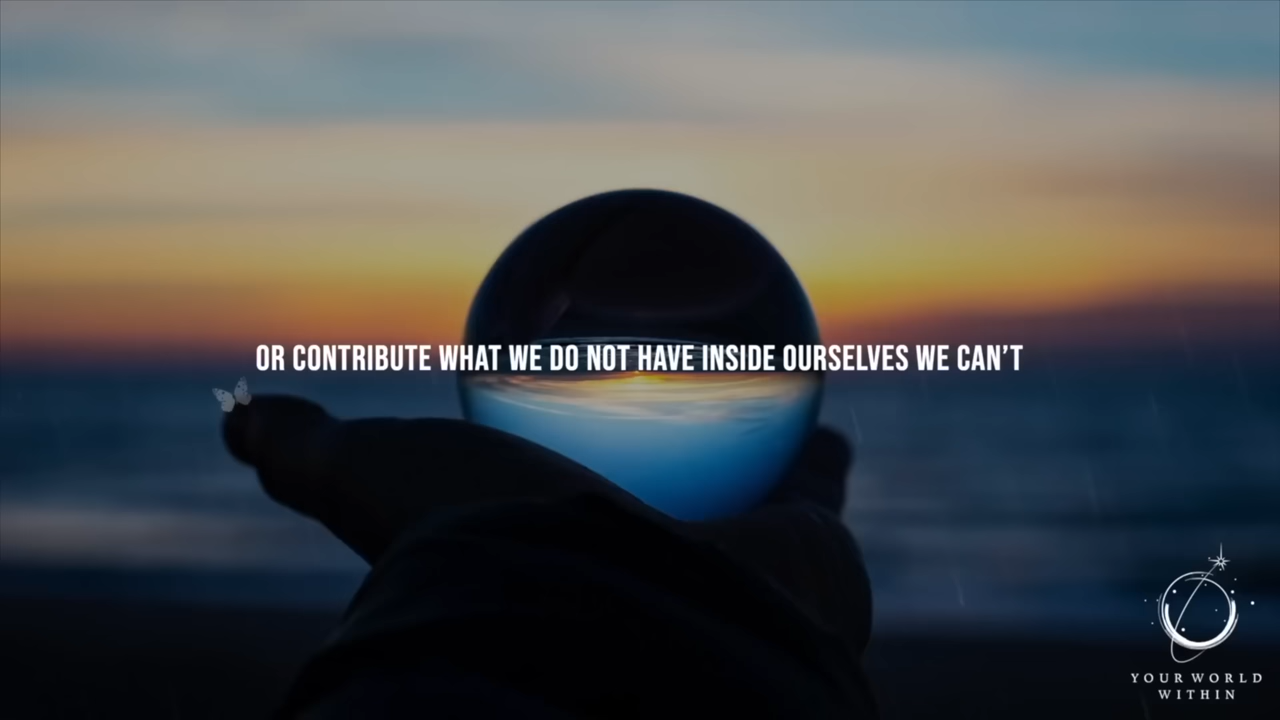 OR CONTRIBUTE WHAT WE DO NOT HAVE INSIDE OURSELVES WE CAN'T
YOUR WORLD
WITHIN